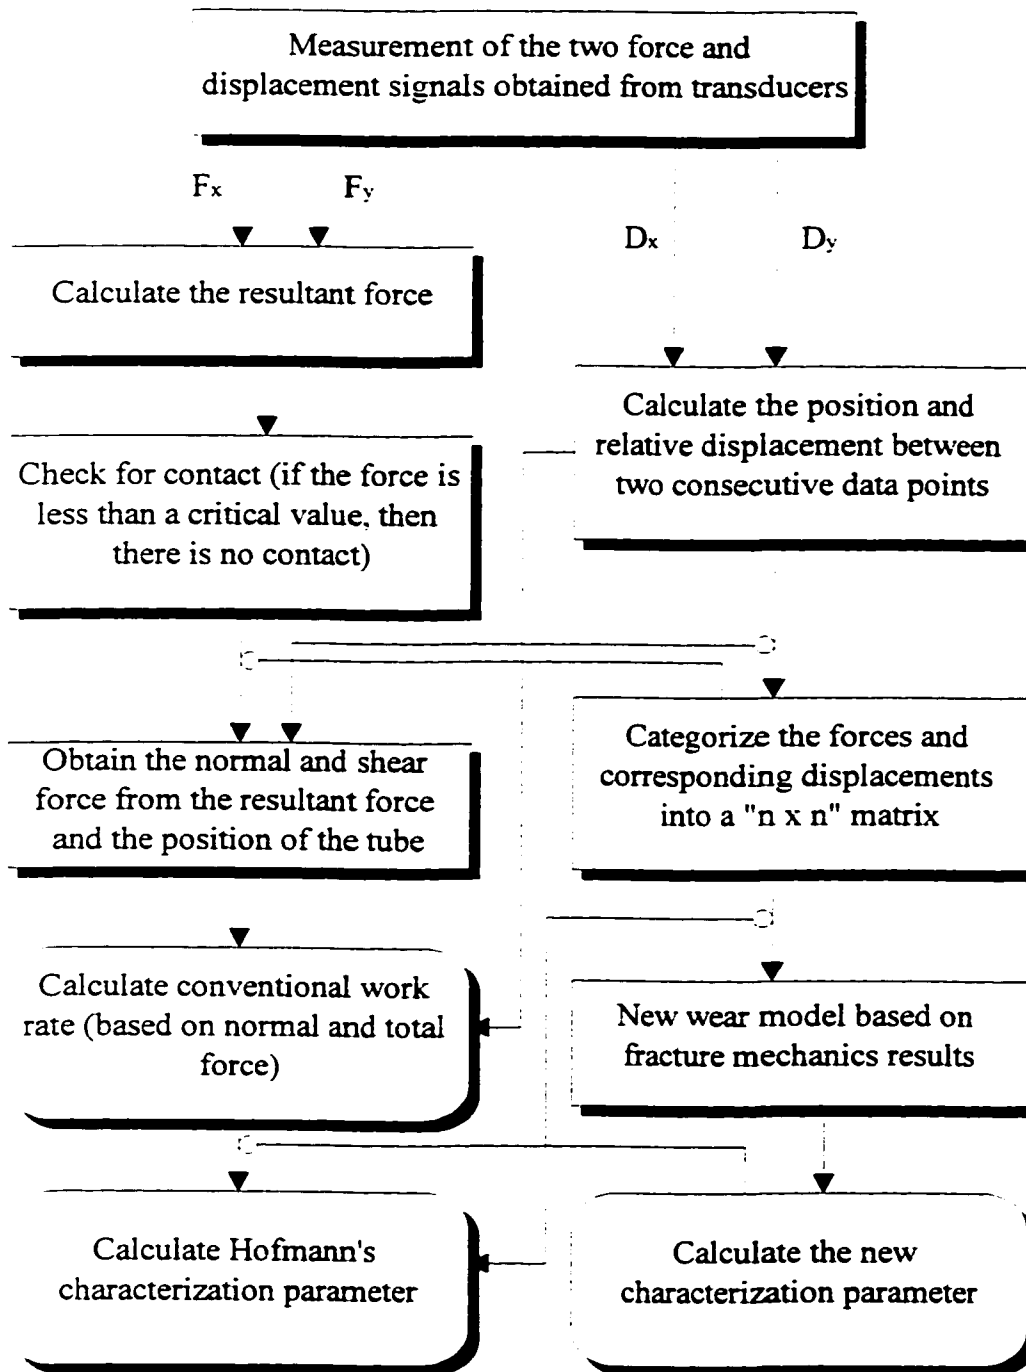 Measurement of the two force and
displacement signals obtained from transducers
Fx
Fy
Dx
Dy
Calculate the resultant force
Calculate the position and
relative displacement between
two consecutive data points
Check for contact (if the force is
less than a critical value, then
there is no contact)
Obtain the normal and shear
force from the resultant force
and the position of the tube
Categorize the forces and
corresponding displacements
into a "n x n" matrix
Calculate conventional work
rate (based on normal and total
force)
New wear model based on
fracture mechanics results
Calculate Hofmann's
characterization parameter
Calculate the new
characterization parameter